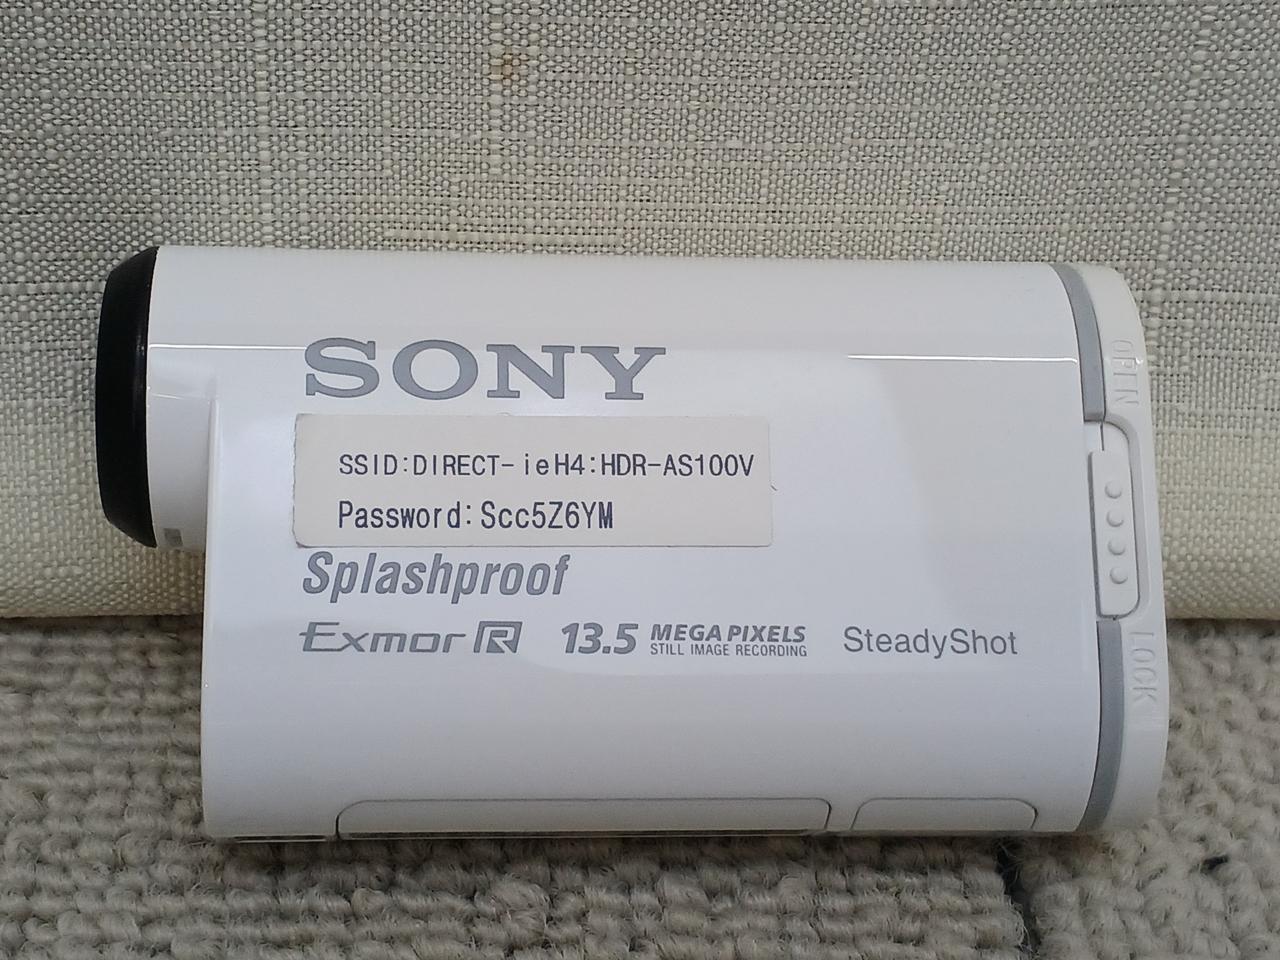 SONY
SSID:DIRECT-ieH4:HDR-AS100V
Password:Scc5Z6YM
Splashproof
Exmor R 13.5 MEGA PIXELS STILL IMAGE RECORDING SteadyShot
OPEN
LOCK